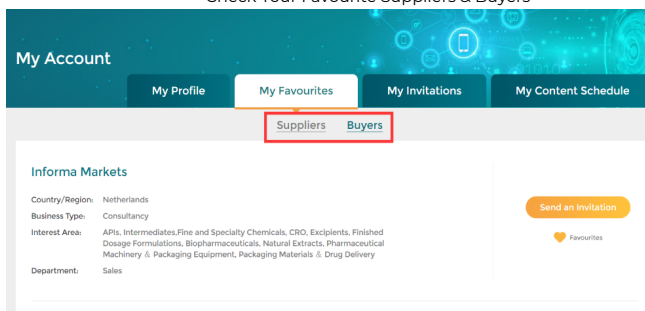 Check Your Favourite Suppliers & Buyers
My Account
My Profile
My Favourites
My Invitations
My Content Schedule
Suppliers
Buyers
Informa Markets
Country/Region: Netherlands
Business Type: Consultancy
Interest Area: APIs, Intermediates,Fine and Specialty Chemicals, CRO, Excipients, Finished
Dosage Formulations, Biopharmaceuticals, Natural Extracts, Pharmaceutical
Machinery & Packaging Equipment, Packaging Materials & Drug Delivery
Department: Sales
Send an Invitation
Favourites